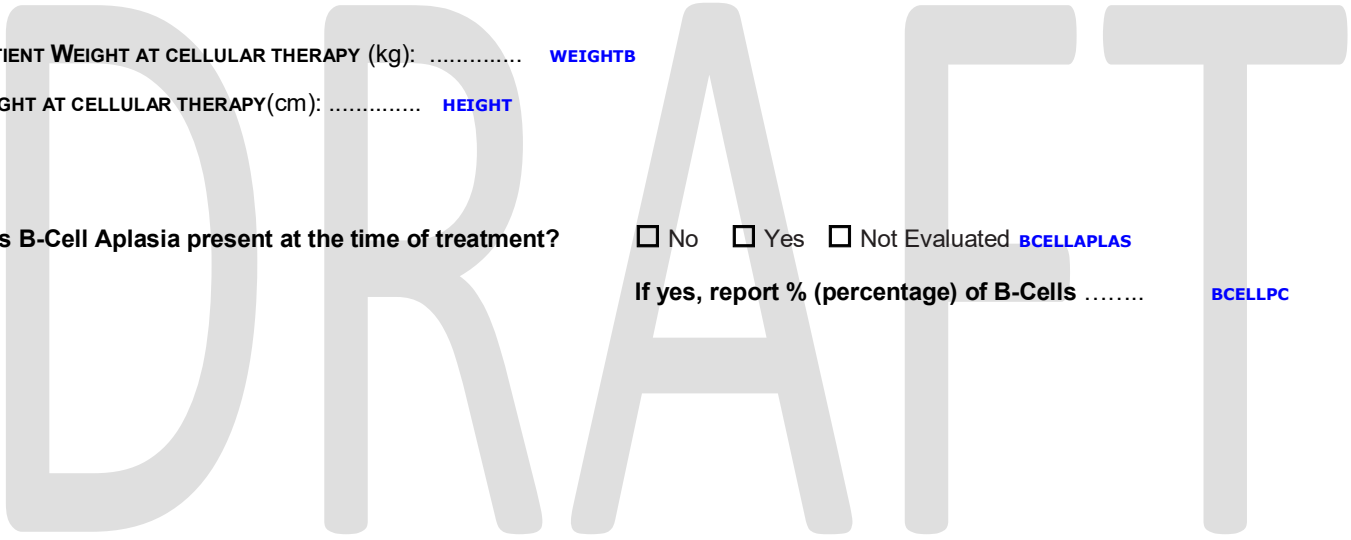 TIENT WEIGHT AT CELLULAR THERAPY (kg): .............. WEIGHTB
GHT AT CELLULAR THERAPY(cm): .............. HEIGHT
s B-Cell Aplasia present at the time of treatment? ☐ No ☐ Yes ☐ Not Evaluated BCELLAPLAS
If yes, report % (percentage) of B-Cells …….. BCELLPC
DRAFT